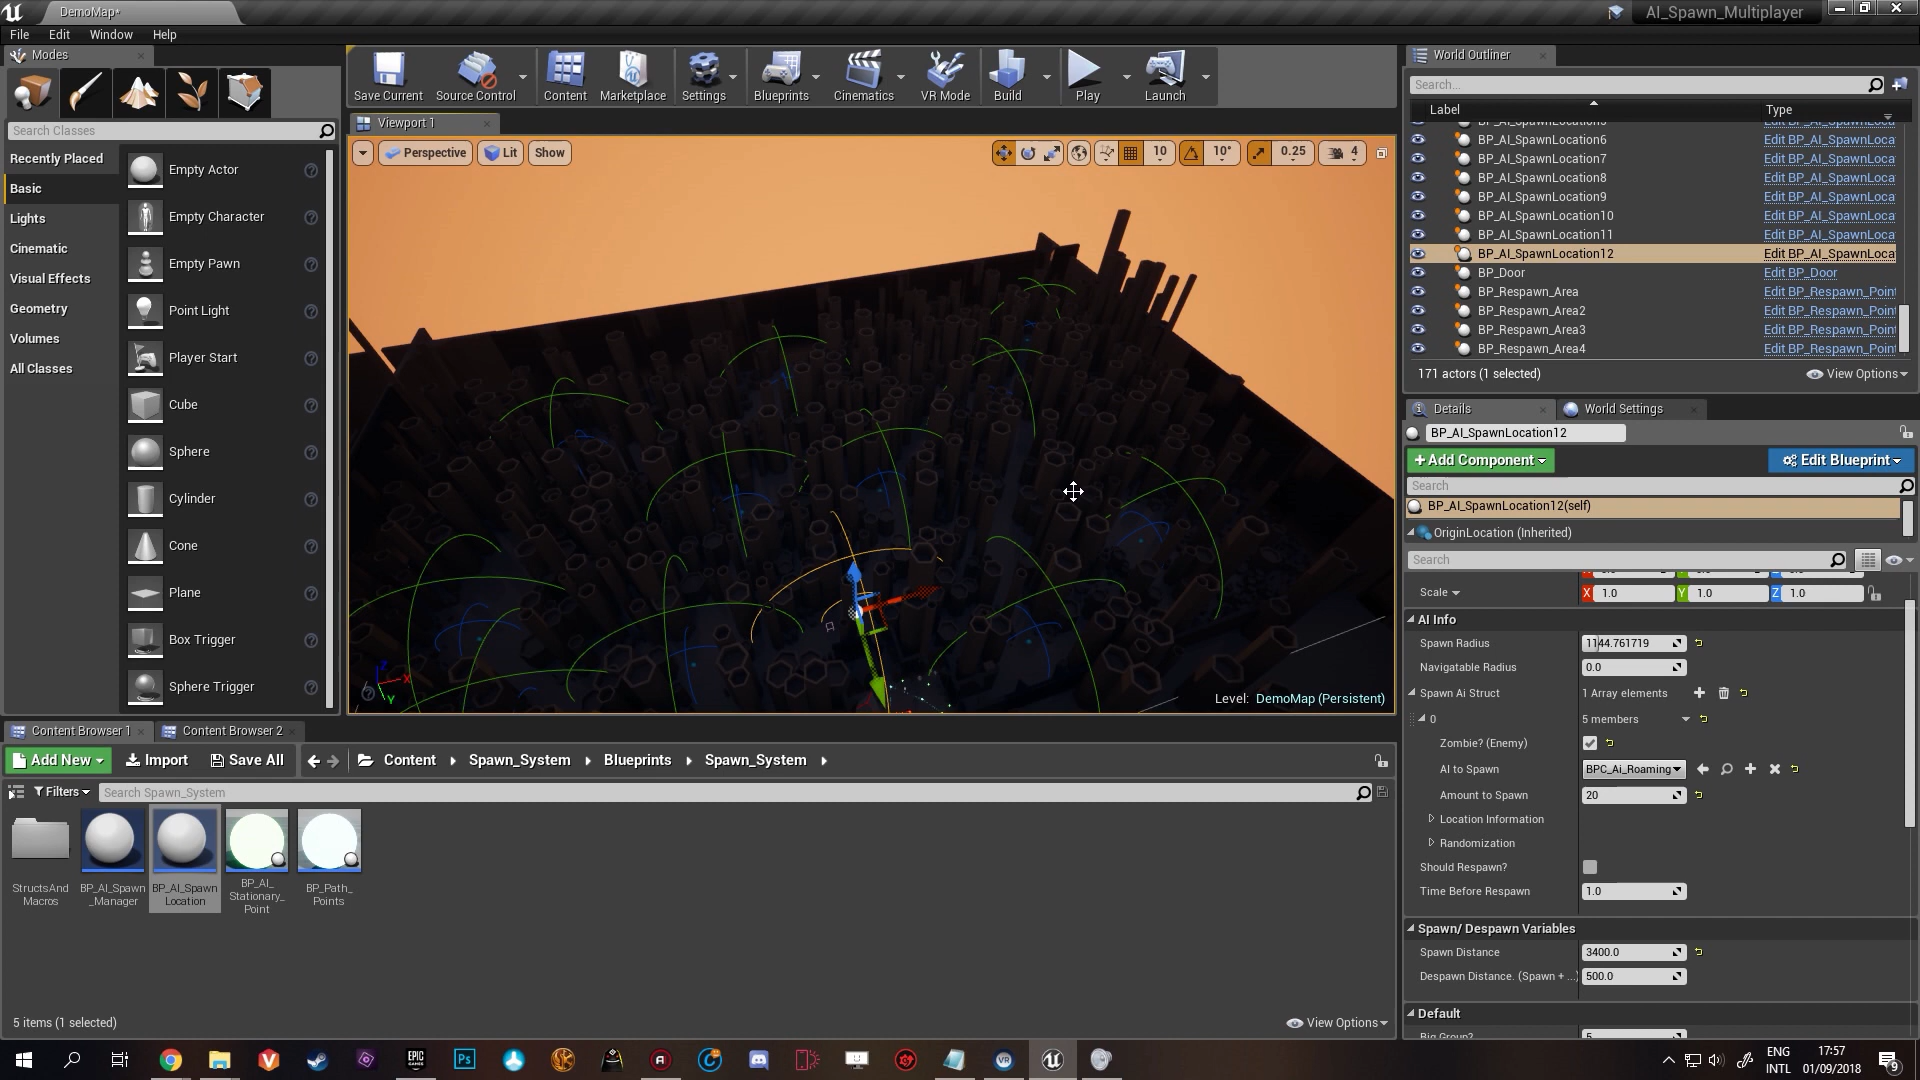 DemoMap*
AI_Spawn_Multiplayer
File Edit Window Help
Modes
Search Classes
Recently Placed
Basic
Lights
Cinematic
Visual Effects
Geometry
Volumes
All Classes
Empty Actor
Empty Character
Empty Pawn
Point Light
Player Start
Cube
Sphere
Cylinder
Cone
Plane
Box Trigger
Sphere Trigger
Save Current Source Control Content Marketplace Settings Blueprints Cinematics VR Mode Build Play Launch
Viewport 1
Perspective Lit Show 10 10° 0.25 4
X
Z
Y
Level: DemoMap (Persistent)
World Outliner
Search...
Label Type
BP_AI_SpawnLocation6 Edit BP_AI_SpawnLoca
BP_AI_SpawnLocation7 Edit BP_AI_SpawnLoca
BP_AI_SpawnLocation8 Edit BP_AI_SpawnLoca
BP_AI_SpawnLocation9 Edit BP_AI_SpawnLoca
BP_AI_SpawnLocation10 Edit BP_AI_SpawnLoca
BP_AI_SpawnLocation11 Edit BP_AI_SpawnLoca
BP_AI_SpawnLocation12 Edit BP_AI_SpawnLoca
BP_Door Edit BP_Door
BP_Respawn_Area Edit BP_Respawn_Point
BP_Respawn_Area2 Edit BP_Respawn_Point
BP_Respawn_Area3 Edit BP_Respawn_Point
BP_Respawn_Area4 Edit BP_Respawn_Point
171 actors (1 selected) View Options
Details World Settings
BP_AI_SpawnLocation12
+Add Component Edit Blueprint
Search
BP_AI_SpawnLocation12(self)
OriginLocation (Inherited)
Search
Scale X 1.0 Y 1.0 Z 1.0
AI Info
Spawn Radius 1144.761719
Navigatable Radius 0.0
Spawn Ai Struct 1 Array elements
0 5 members
Zombie? (Enemy)
AI to Spawn BPC_Ai_Roaming
Amount to Spawn 20
Location Information
Randomization
Should Respawn?
Time Before Respawn 1.0
Spawn/ Despawn Variables
Spawn Distance 3400.0
Despawn Distance. (Spawn + ...) 500.0
Default
Big Group? 5
Content Browser 1 Content Browser 2
Add New Import Save All Content Spawn_System Blueprints Spawn_System
Filters Search Spawn_System
StructsAnd Macros
BP_AI_Spawn _Manager
BP_AI_Spawn Location
BP_AI_ Stationary_ Point
BP_Path_ Points
5 items (1 selected) View Options
EPIC GAMES
Ps
VR
ENG INTL
17:57
01/09/2018
9